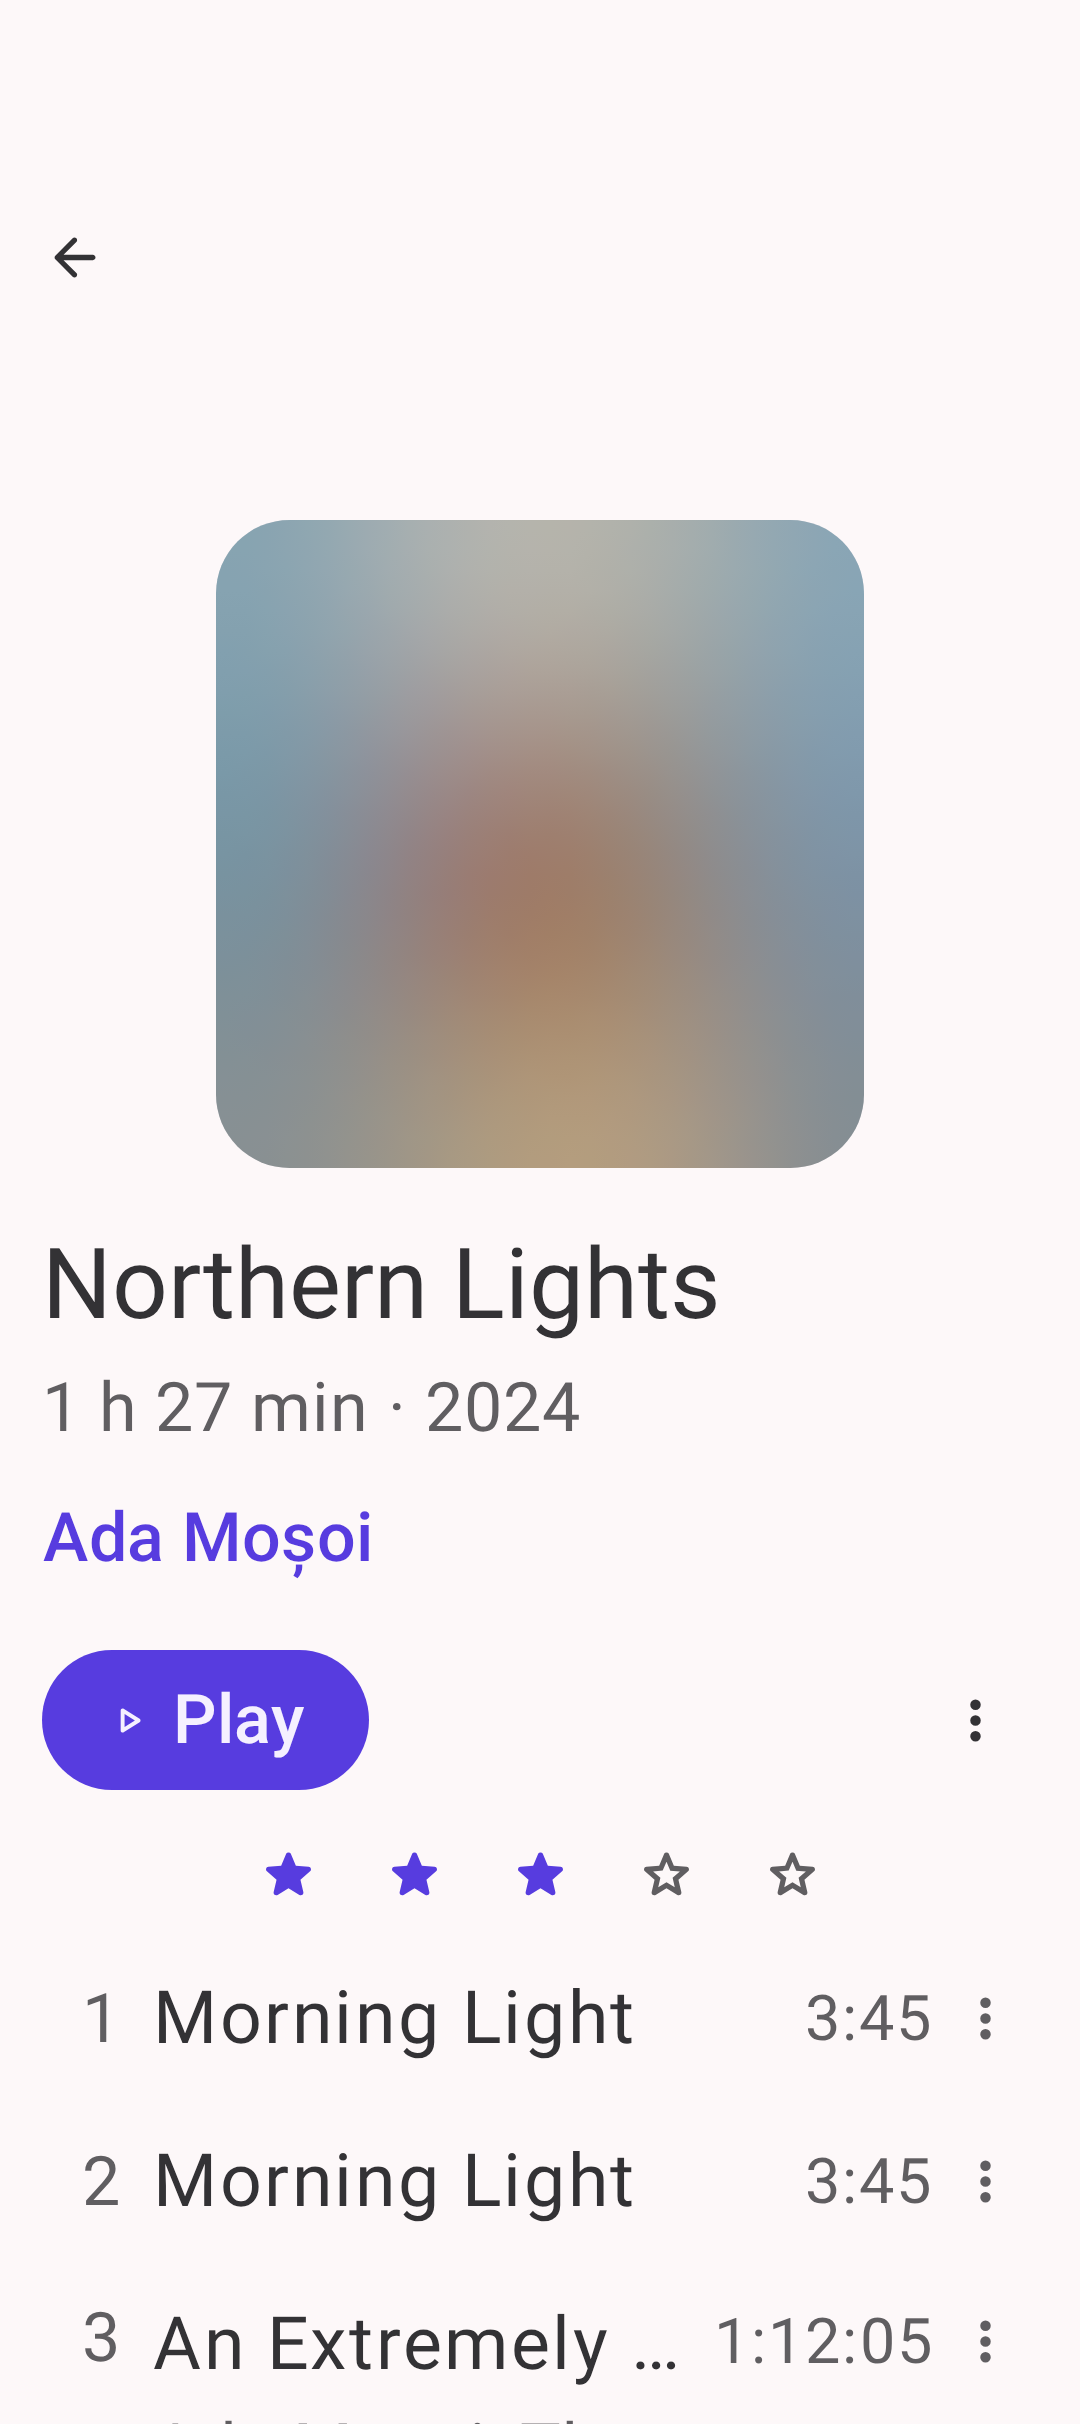 Northern Lights
1 h 27 min · 2024
Ada Moșoi
Play
1 Morning Light 3:45
2 Morning Light 3:45
3 An Extremely … 1:12:05